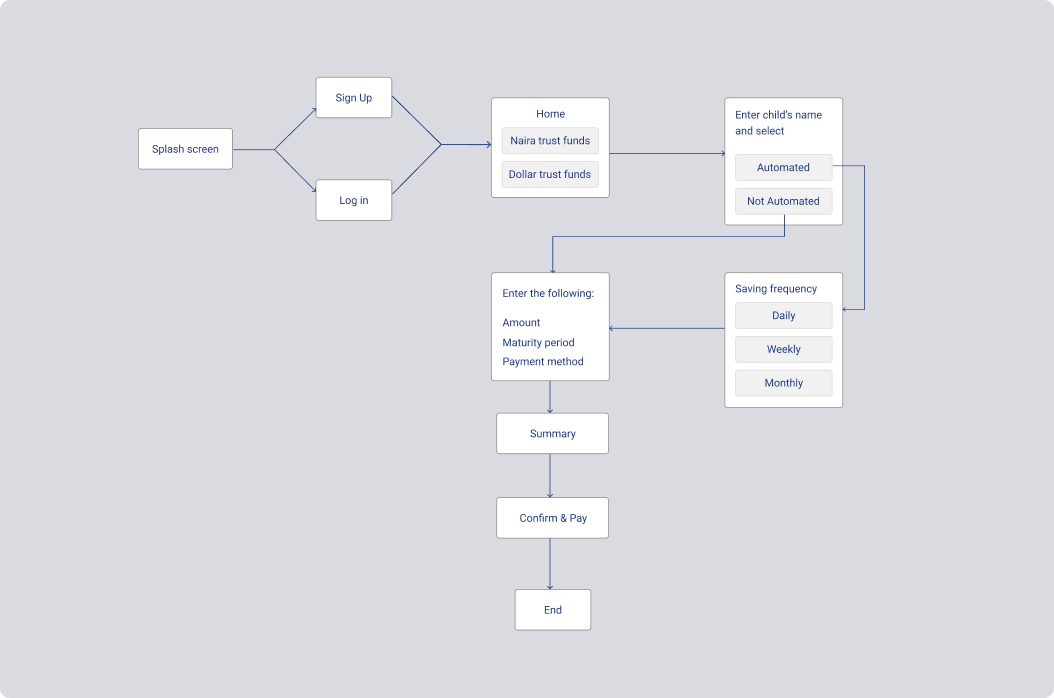 Splash screen
Sign Up
Log in
Home
Naira trust funds
Dollar trust funds
Enter child's name
and select
Automated
Not Automated
Saving frequency
Daily
Weekly
Monthly
Enter the following:
Amount
Maturity period
Payment method
Summary
Confirm & Pay
End